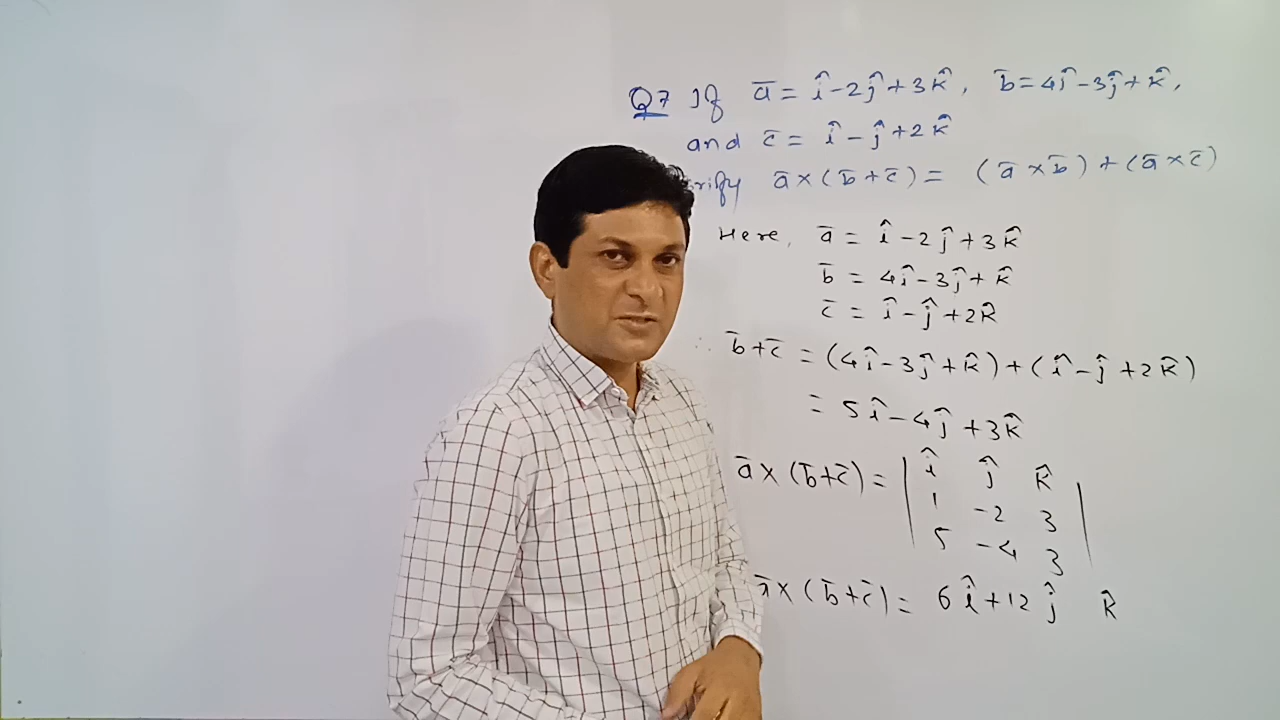 Q7 If a̅ = î - 2ĵ + 3k̂, b̅ = 4î - 3ĵ + k̂,
and c̅ = î - ĵ + 2k̂
rify a̅ × (b̅ + c̅) = (a̅ × b̅) + (a̅ × c̅)
Here, a̅ = î - 2ĵ + 3k̂
b̅ = 4î - 3ĵ + k̂
c̅ = î - ĵ + 2k̂
∴ b̅ + c̅ = (4î - 3ĵ + k̂) + (î - ĵ + 2k̂)
= 5î - 4ĵ + 3k̂
a̅ × (b̅ + c̅) = | î ĵ k̂ |
1 -2 3
5 -4 3
a̅ × (b̅ + c̅) = 6î + 12ĵ k̂